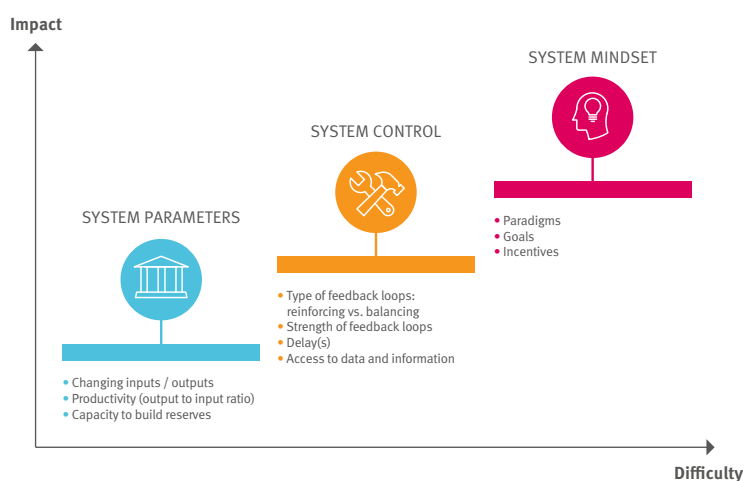 Impact
SYSTEM MINDSET
SYSTEM CONTROL
SYSTEM PARAMETERS
• Paradigms
• Goals
• Incentives
• Type of feedback loops:
reinforcing vs. balancing
• Strength of feedback loops
• Delay(s)
• Access to data and information
• Changing inputs / outputs
• Productivity (output to input ratio)
• Capacity to build reserves
Difficulty